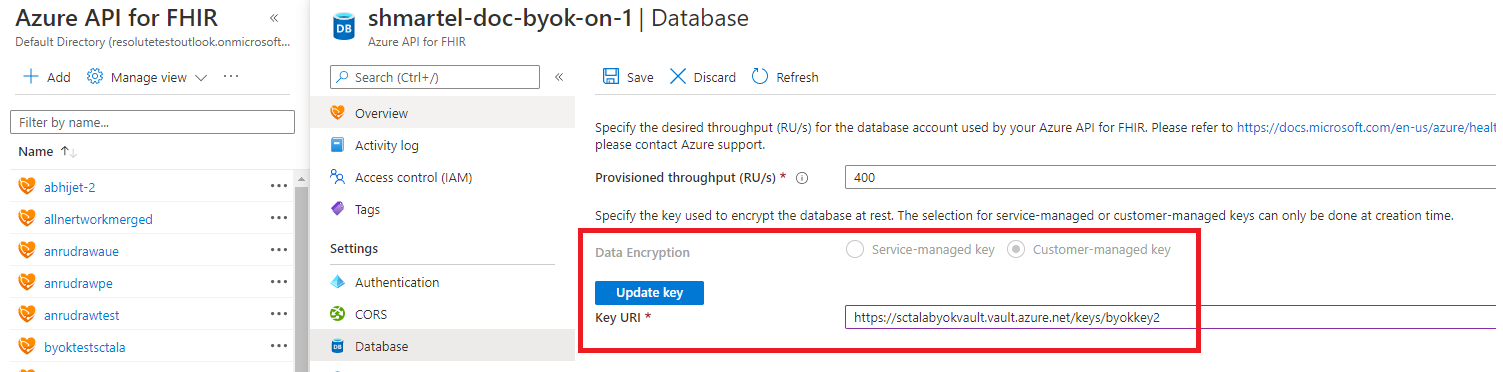 Azure API for FHIR
«
Default Directory (resolutetestoutlook.onmicrosoft...
Add
Manage view
...
Filter by name...
Name
abhijet-2
allnertworkmerged
anrudrawaue
anrudrawpe
anrudrawtest
byoktestsctala
DB
shmartel-doc-byok-on-1 | Database
Azure API for FHIR
Search (Ctrl+/)
«
Overview
Activity log
Access control (IAM)
Tags
Settings
Authentication
CORS
DB
Database
Save
Discard
Refresh
Specify the desired throughput (RU/s) for the database account used by your Azure API for FHIR. Please refer to https://docs.microsoft.com/en-us/azure/healt
please contact Azure support.
Provisioned throughput (RU/s) *
400
Specify the key used to encrypt the database at rest. The selection for service-managed or customer-managed keys can only be done at creation time.
Data Encryption
Service-managed key
Customer-managed key
Update key
Key URI *
https://sctalabyokvault.vault.azure.net/keys/byokkey2